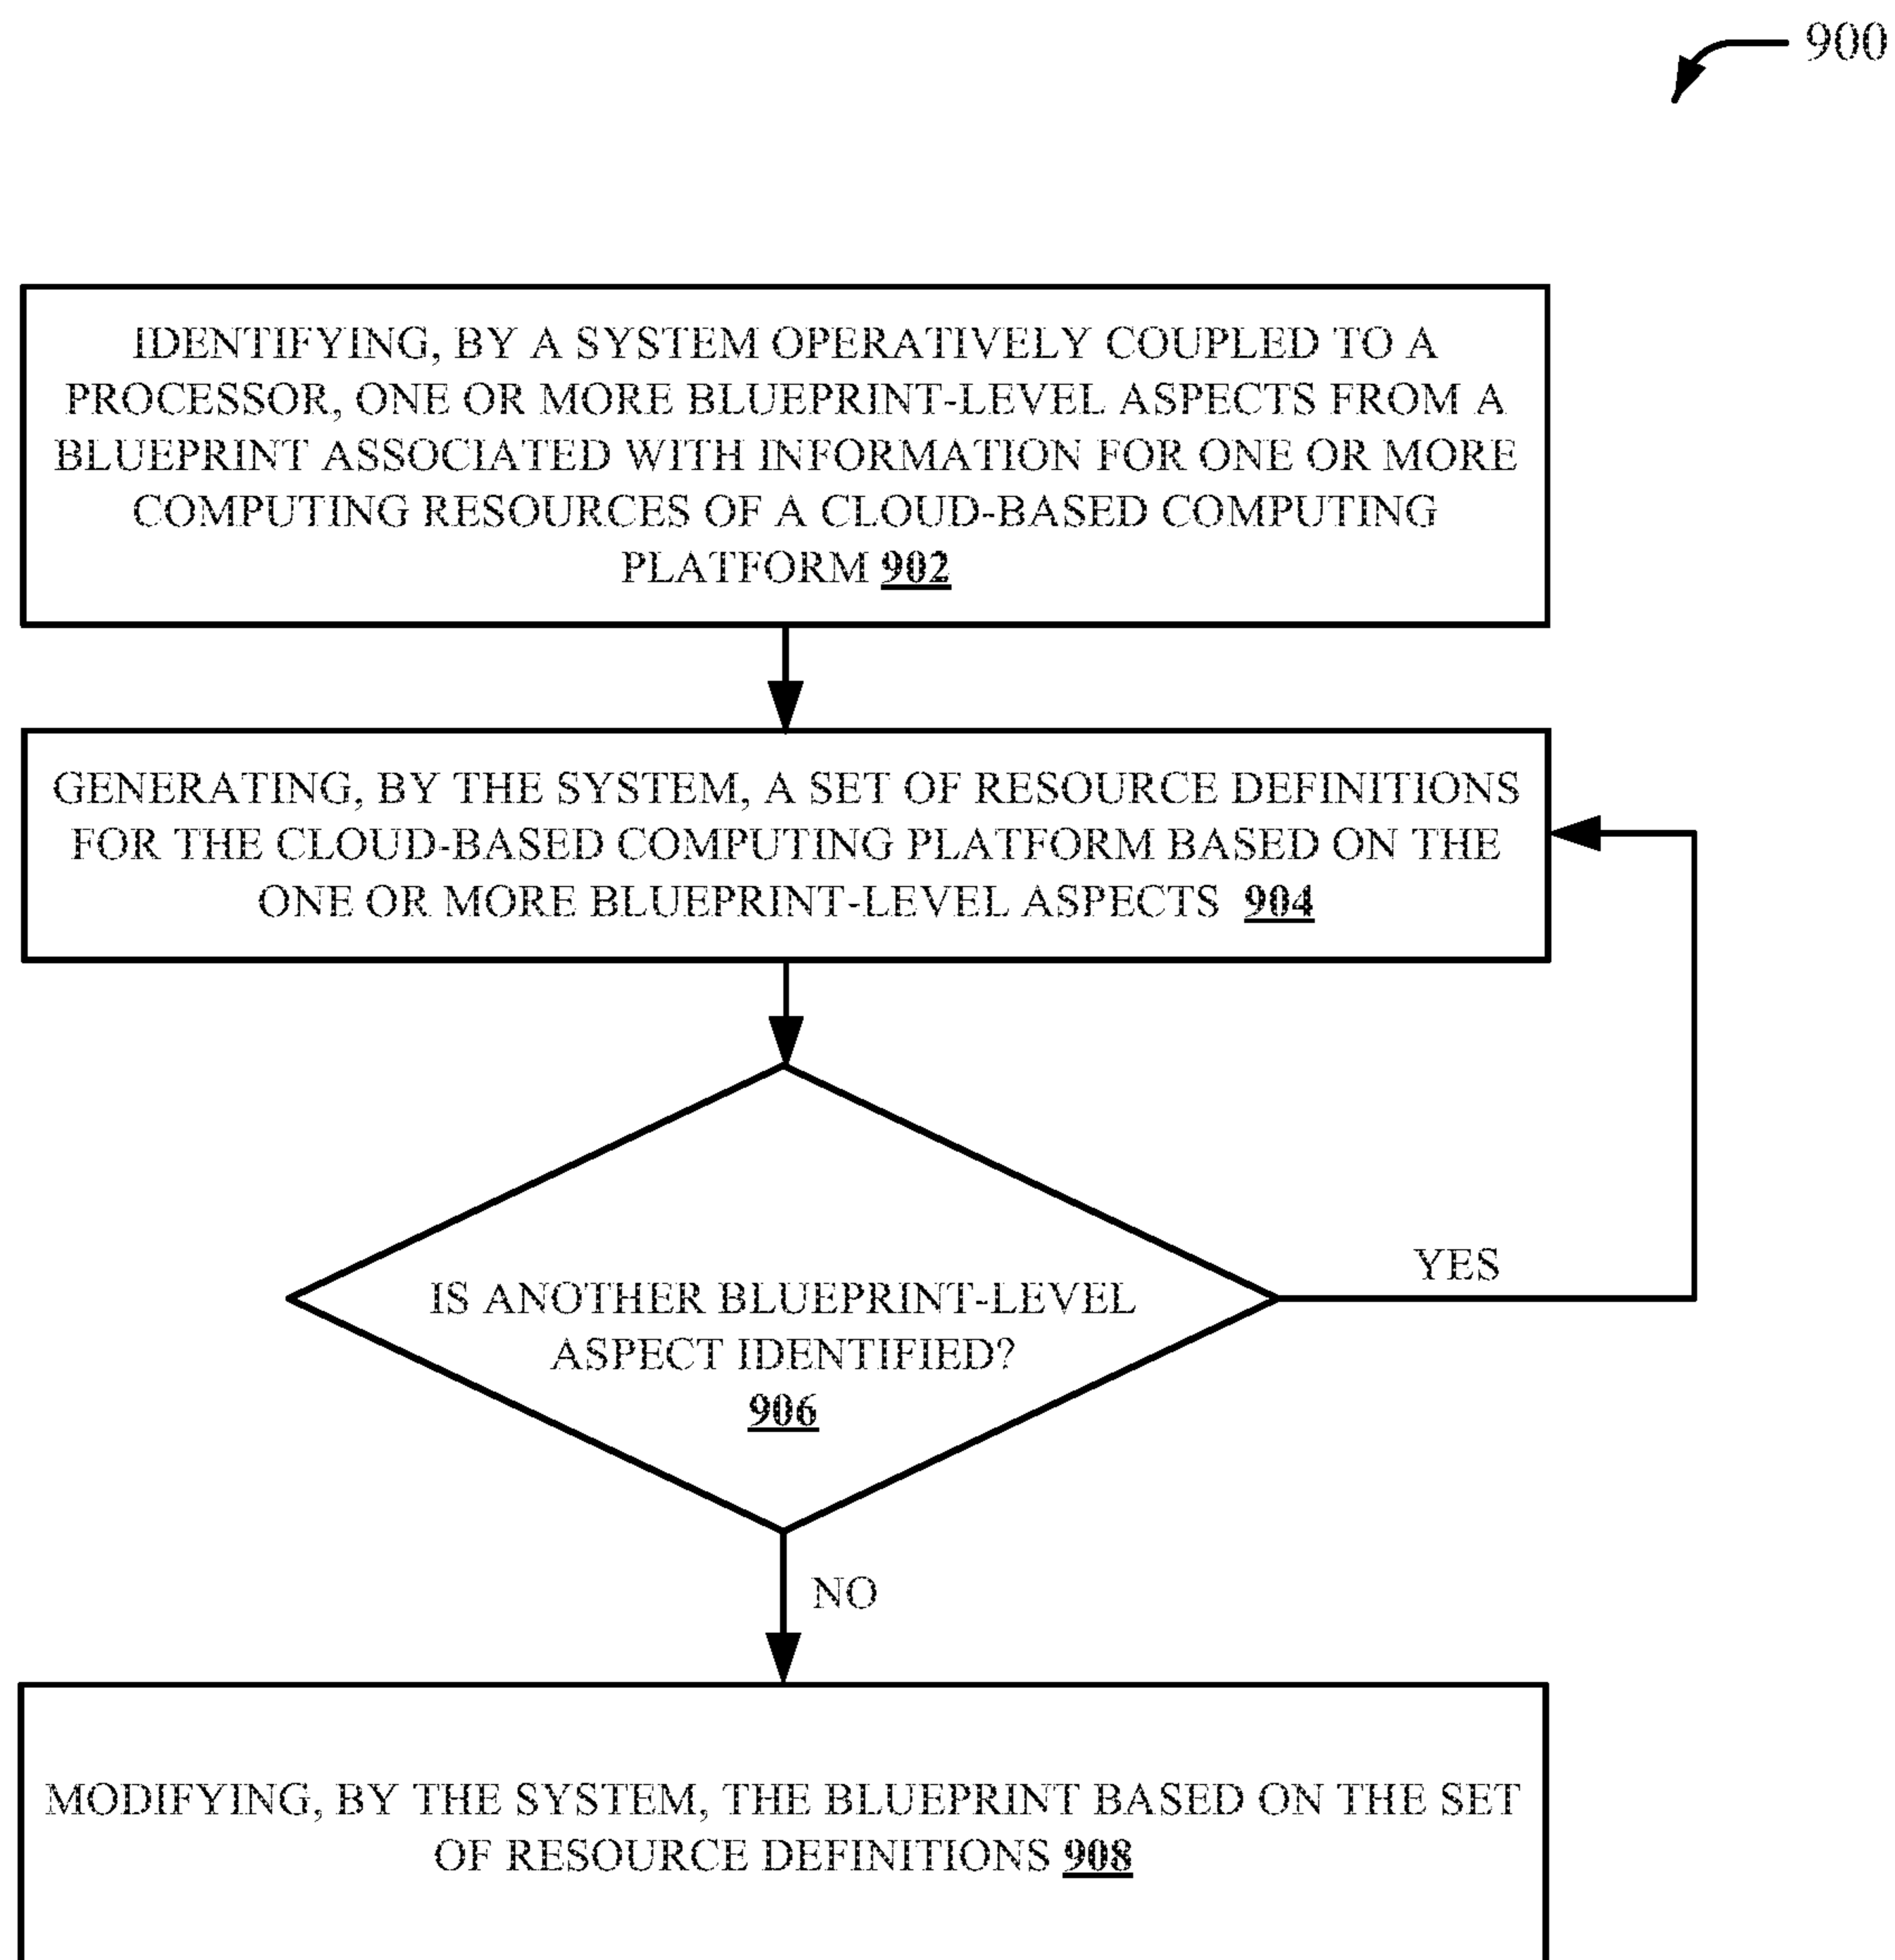 900
IDENTIFYING, BY A SYSTEM OPERATIVELY COUPLED TO A
PROCESSOR, ONE OR MORE BLUEPRINT-LEVEL ASPECTS FROM A
BLUEPRINT ASSOCIATED WITH INFORMATION FOR ONE OR MORE
COMPUTING RESOURCES OF A CLOUD-BASED COMPUTING
PLATFORM 902
GENERATING, BY THE SYSTEM, A SET OF RESOURCE DEFINITIONS
FOR THE CLOUD-BASED COMPUTING PLATFORM BASED ON THE
ONE OR MORE BLUEPRINT-LEVEL ASPECTS 904
YES
IS ANOTHER BLUEPRINT-LEVEL
ASPECT IDENTIFIED?
906
NO
MODIFYING, BY THE SYSTEM, THE BLUEPRINT BASED ON THE SET
OF RESOURCE DEFINITIONS 908